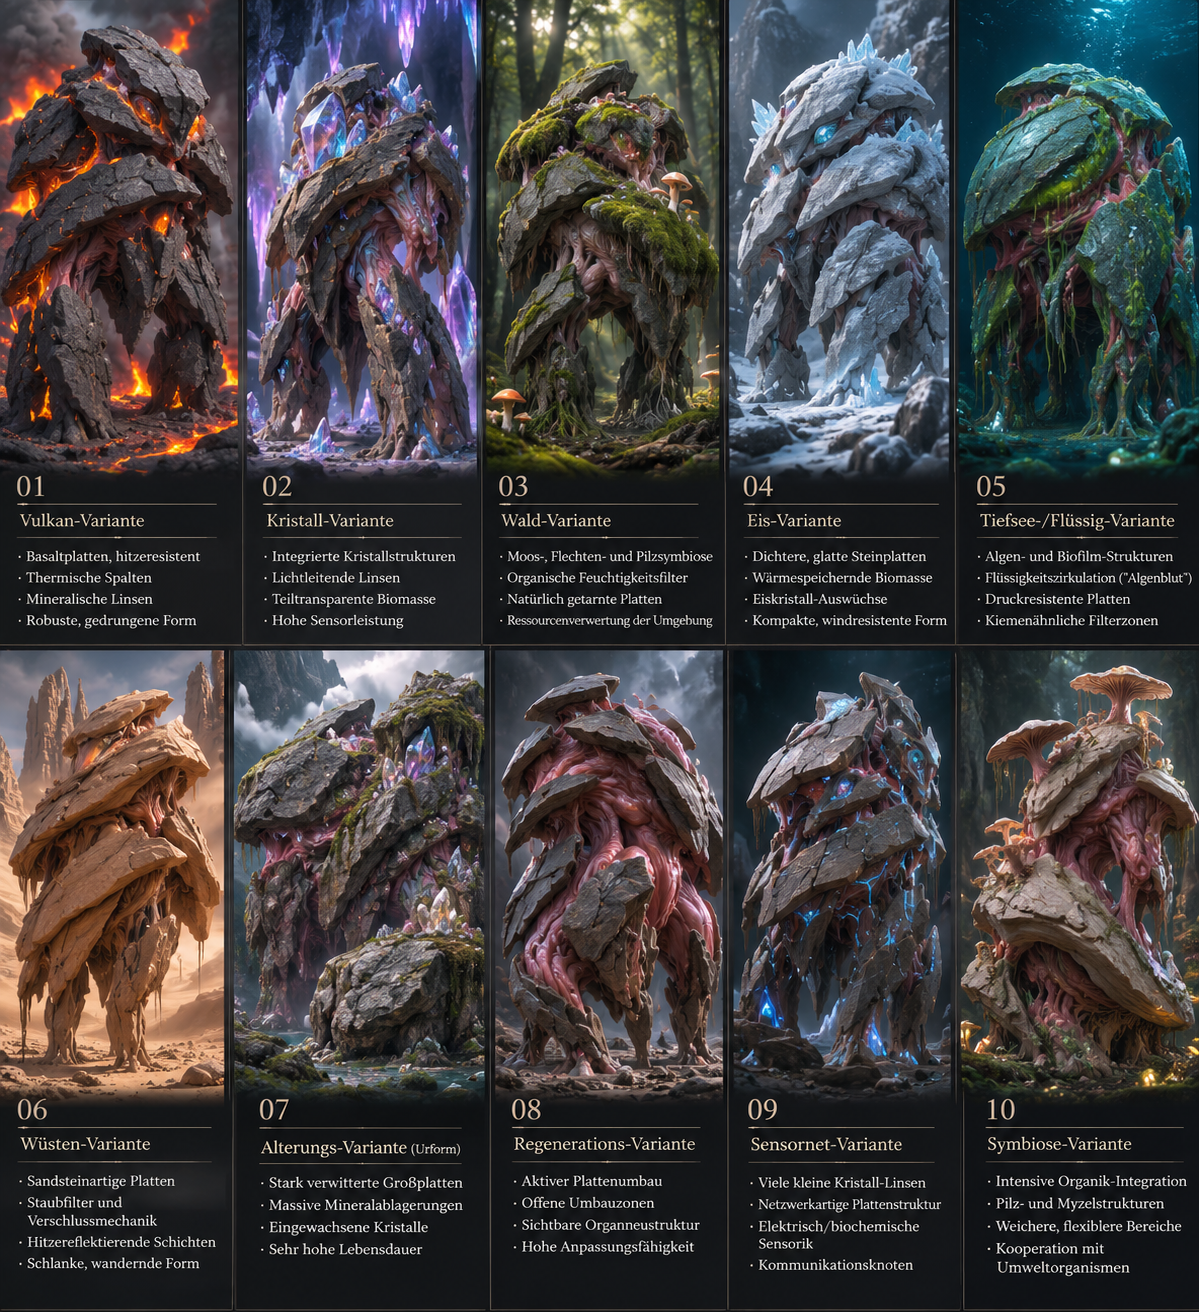 01
Vulkan-Variante
· Basaltplatten, hitzeresistent
· Thermische Spalten
· Mineralische Linsen
· Robuste, gedrungene Form
02
Kristall-Variante
· Integrierte Kristallstrukturen
· Lichtleitende Linsen
· Teiltransparente Biomasse
· Hohe Sensorleistung
03
Wald-Variante
· Moos-, Flechten- und Pilzsymbiose
· Organische Feuchtigkeitsfilter
· Natürlich getarnte Platten
· Ressourcenverwertung der Umgebung
04
Eis-Variante
· Dichtere, glatte Steinplatten
· Wärmespeichernde Biomasse
· Eiskristall-Auswüchse
· Kompakte, windresistente Form
05
Tiefsee-/Flüssig-Variante
· Algen- und Biofilm-Strukturen
· Flüssigkeitszirkulation ("Algenblut")
· Druckresistente Platten
· Kiemenähnliche Filterzonen
06
Wüsten-Variante
· Sandsteinartige Platten
· Staubfilter und
Verschlussmechanik
· Hitzereflektierende Schichten
· Schlanke, wandernde Form
07
Alterungs-Variante (Urform)
· Stark verwitterte Großplatten
· Massive Mineralablagerungen
· Eingewachsene Kristalle
· Sehr hohe Lebensdauer
08
Regenerations-Variante
· Aktiver Plattenumbau
· Offene Umbauzonen
· Sichtbare Organneustruktur
· Hohe Anpassungsfähigkeit
09
Sensornet-Variante
· Viele kleine Kristall-Linsen
· Netzwerkartige Plattenstruktur
· Elektrisch/biochemische
Sensorik
· Kommunikationsknoten
10
Symbiose-Variante
· Intensive Organik-Integration
· Pilz- und Myzelstrukturen
· Weichere, flexiblere Bereiche
· Kooperation mit
Umweltorganismen